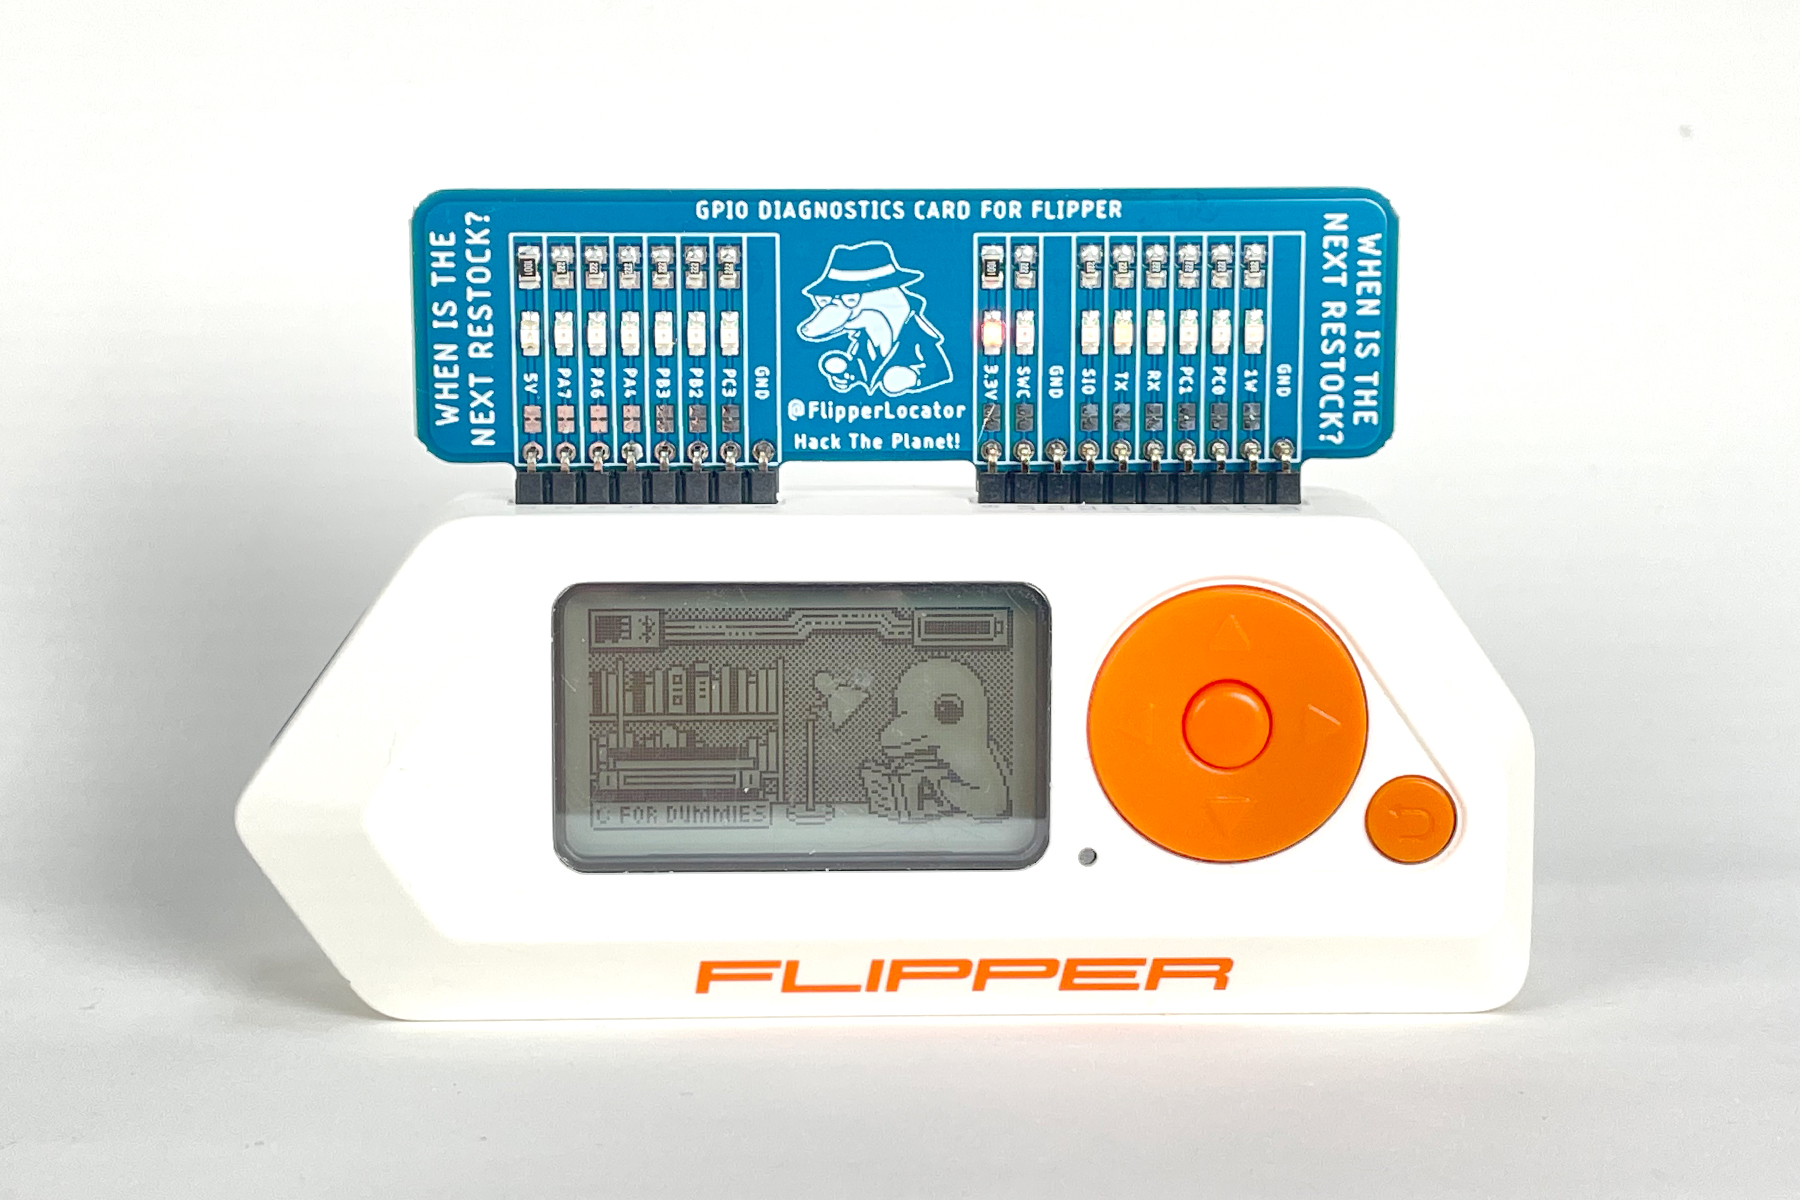 GPIO DIAGNOSTICS CARD FOR FLIPPER
WHEN IS THE
NEXT RESTOCK?
5V
PA7
PA6
PA4
PB3
PB2
PC3
GND
@FlipperLocator
Hack The Planet!
3.3V
SWC
GND
SIO
TX
RX
PC1
PC0
1W
GND
WHEN IS THE
NEXT RESTOCK?
C FOR DUMMIES
FLIPPER